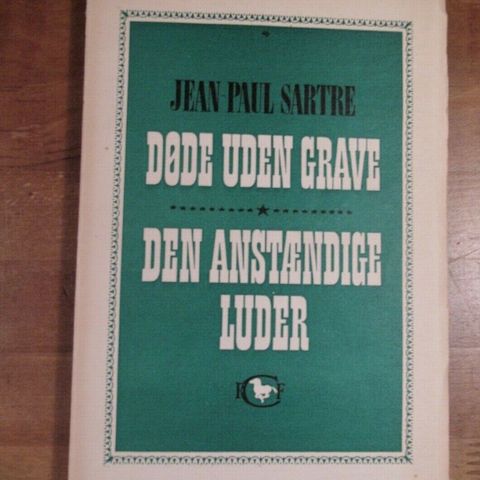 JEAN-PAUL SARTRE
DØDE UDEN GRAVE
DEN ANSTÆNDIGE
LUDER
F C F